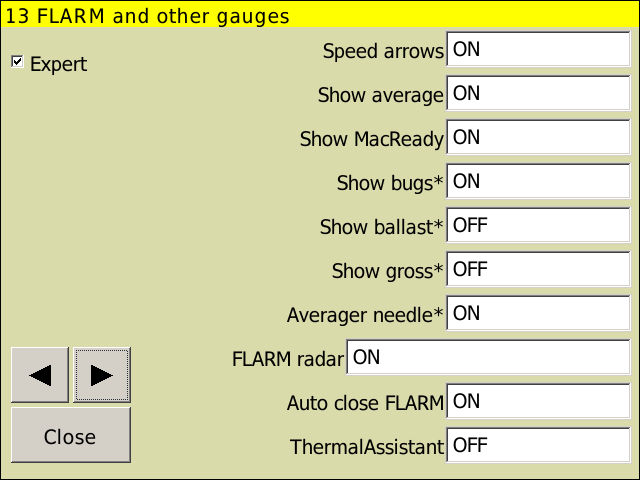 13 FLARM and other gauges
Expert
Speed arrows ON
Show average ON
Show MacReady ON
Show bugs* ON
Show ballast* OFF
Show gross* OFF
Averager needle* ON
FLARM radar ON
Auto close FLARM ON
ThermalAssistant OFF
Close